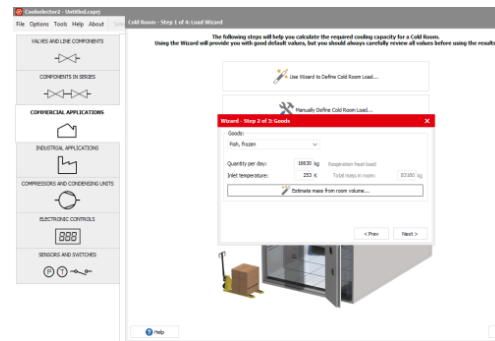 Coolselector2 - Untitled.csprj
File Options Tools Help About
VALVES AND LINE COMPONENTS
COMPONENTS IN SERIES
COMMERCIAL APPLICATIONS
INDUSTRIAL APPLICATIONS
COMPRESSORS AND CONDENSING UNITS
ELECTRONIC CONTROLS
888
SENSORS AND SWITCHES
P T
Cold Room - Step 1 of 4: Load Wizard
The following steps will help you calculate the required cooling capacity for a Cold Room.
Using the Wizard will provide you with good default values, but you should always carefully review all values before using the results
Use Wizard to Define Cold Room Load...
Manually Define Cold Room Load...
Wizard - Step 2 of 3: Goods
Goods:
Fish, frozen
Quantity per day: kg Respiration heat load:
Inlet temperature: 253 K Total mass in room: kg
Estimate mass from room volume...
< Prev Next >
Help